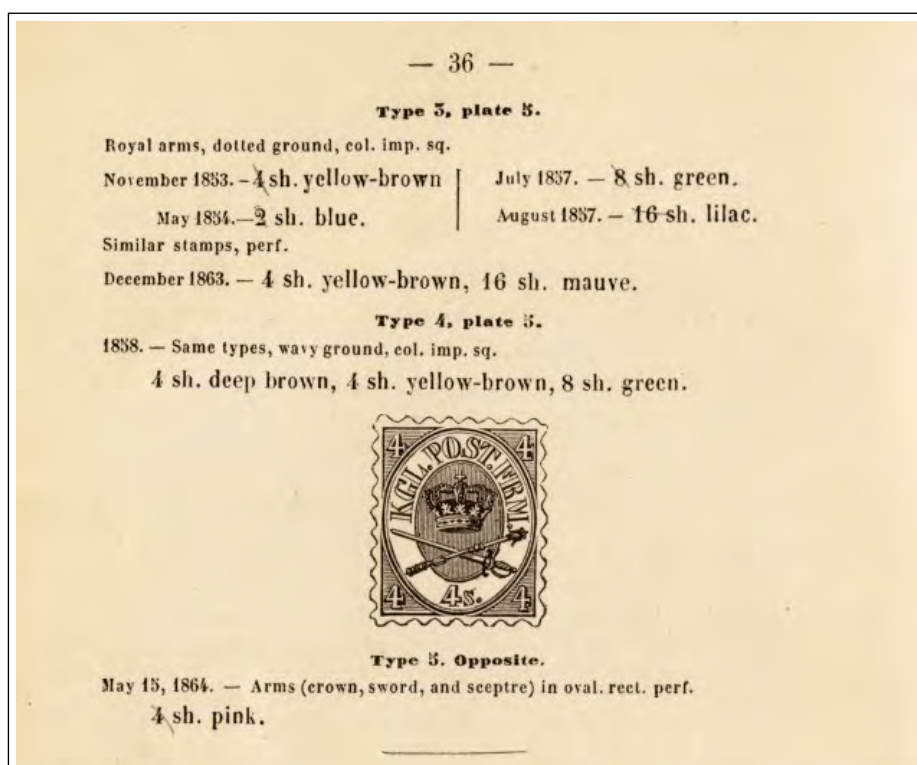 — 36 —
Type 3, plate 5.
Royal arms, dotted ground, col. imp. sq.
November 1853. – 4 sh. yellow-brown
May 1854. — 2 sh. blue.
July 1857. — 8 sh. green.
August 1857. — 16 sh. lilac.
Similar stamps, perf.
December 1863. — 4 sh. yellow-brown, 16 sh. mauve.
Type 4, plate 5.
1858. — Same types, wavy ground, col. imp. sq.
4 sh. deep brown, 4 sh. yellow-brown, 8 sh. green.
4 4
KGL. POST. FRM.
4 4s. 4
Type 5. Opposite.
May 15, 1864. — Arms (crown, sword, and sceptre) in oval. rect. perf.
4 sh. pink.